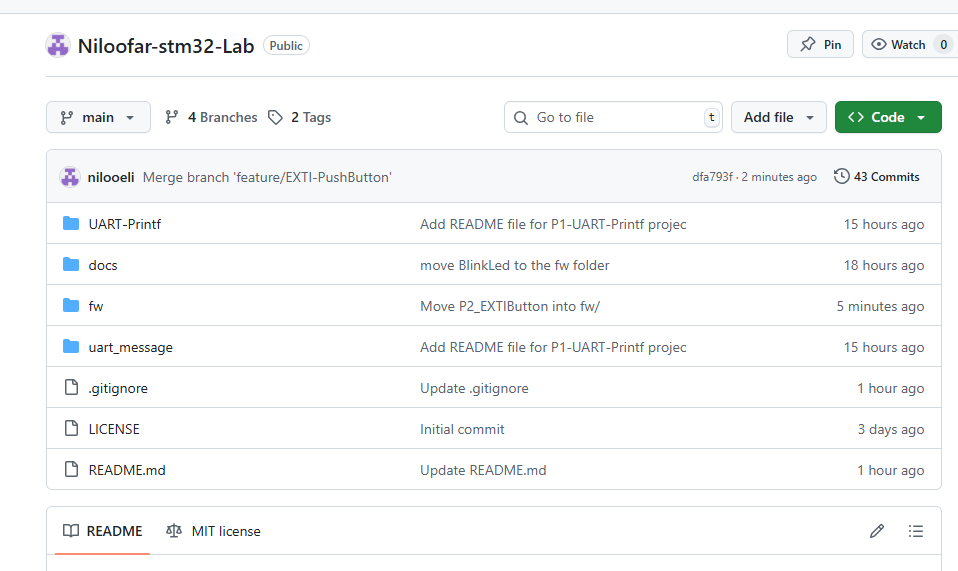 Niloofar-stm32-Lab Public Pin Watch 0
main 4 Branches 2 Tags Go to file t Add file Code
nilooeli Merge branch 'feature/EXTI-PushButton' dfa793f · 2 minutes ago 43 Commits
UART-Printf Add README file for P1-UART-Printf projec 15 hours ago
docs move BlinkLed to the fw folder 18 hours ago
fw Move P2_EXTIButton into fw/ 5 minutes ago
uart_message Add README file for P1-UART-Printf projec 15 hours ago
.gitignore Update .gitignore 1 hour ago
LICENSE Initial commit 3 days ago
README.md Update README.md 1 hour ago
README MIT license